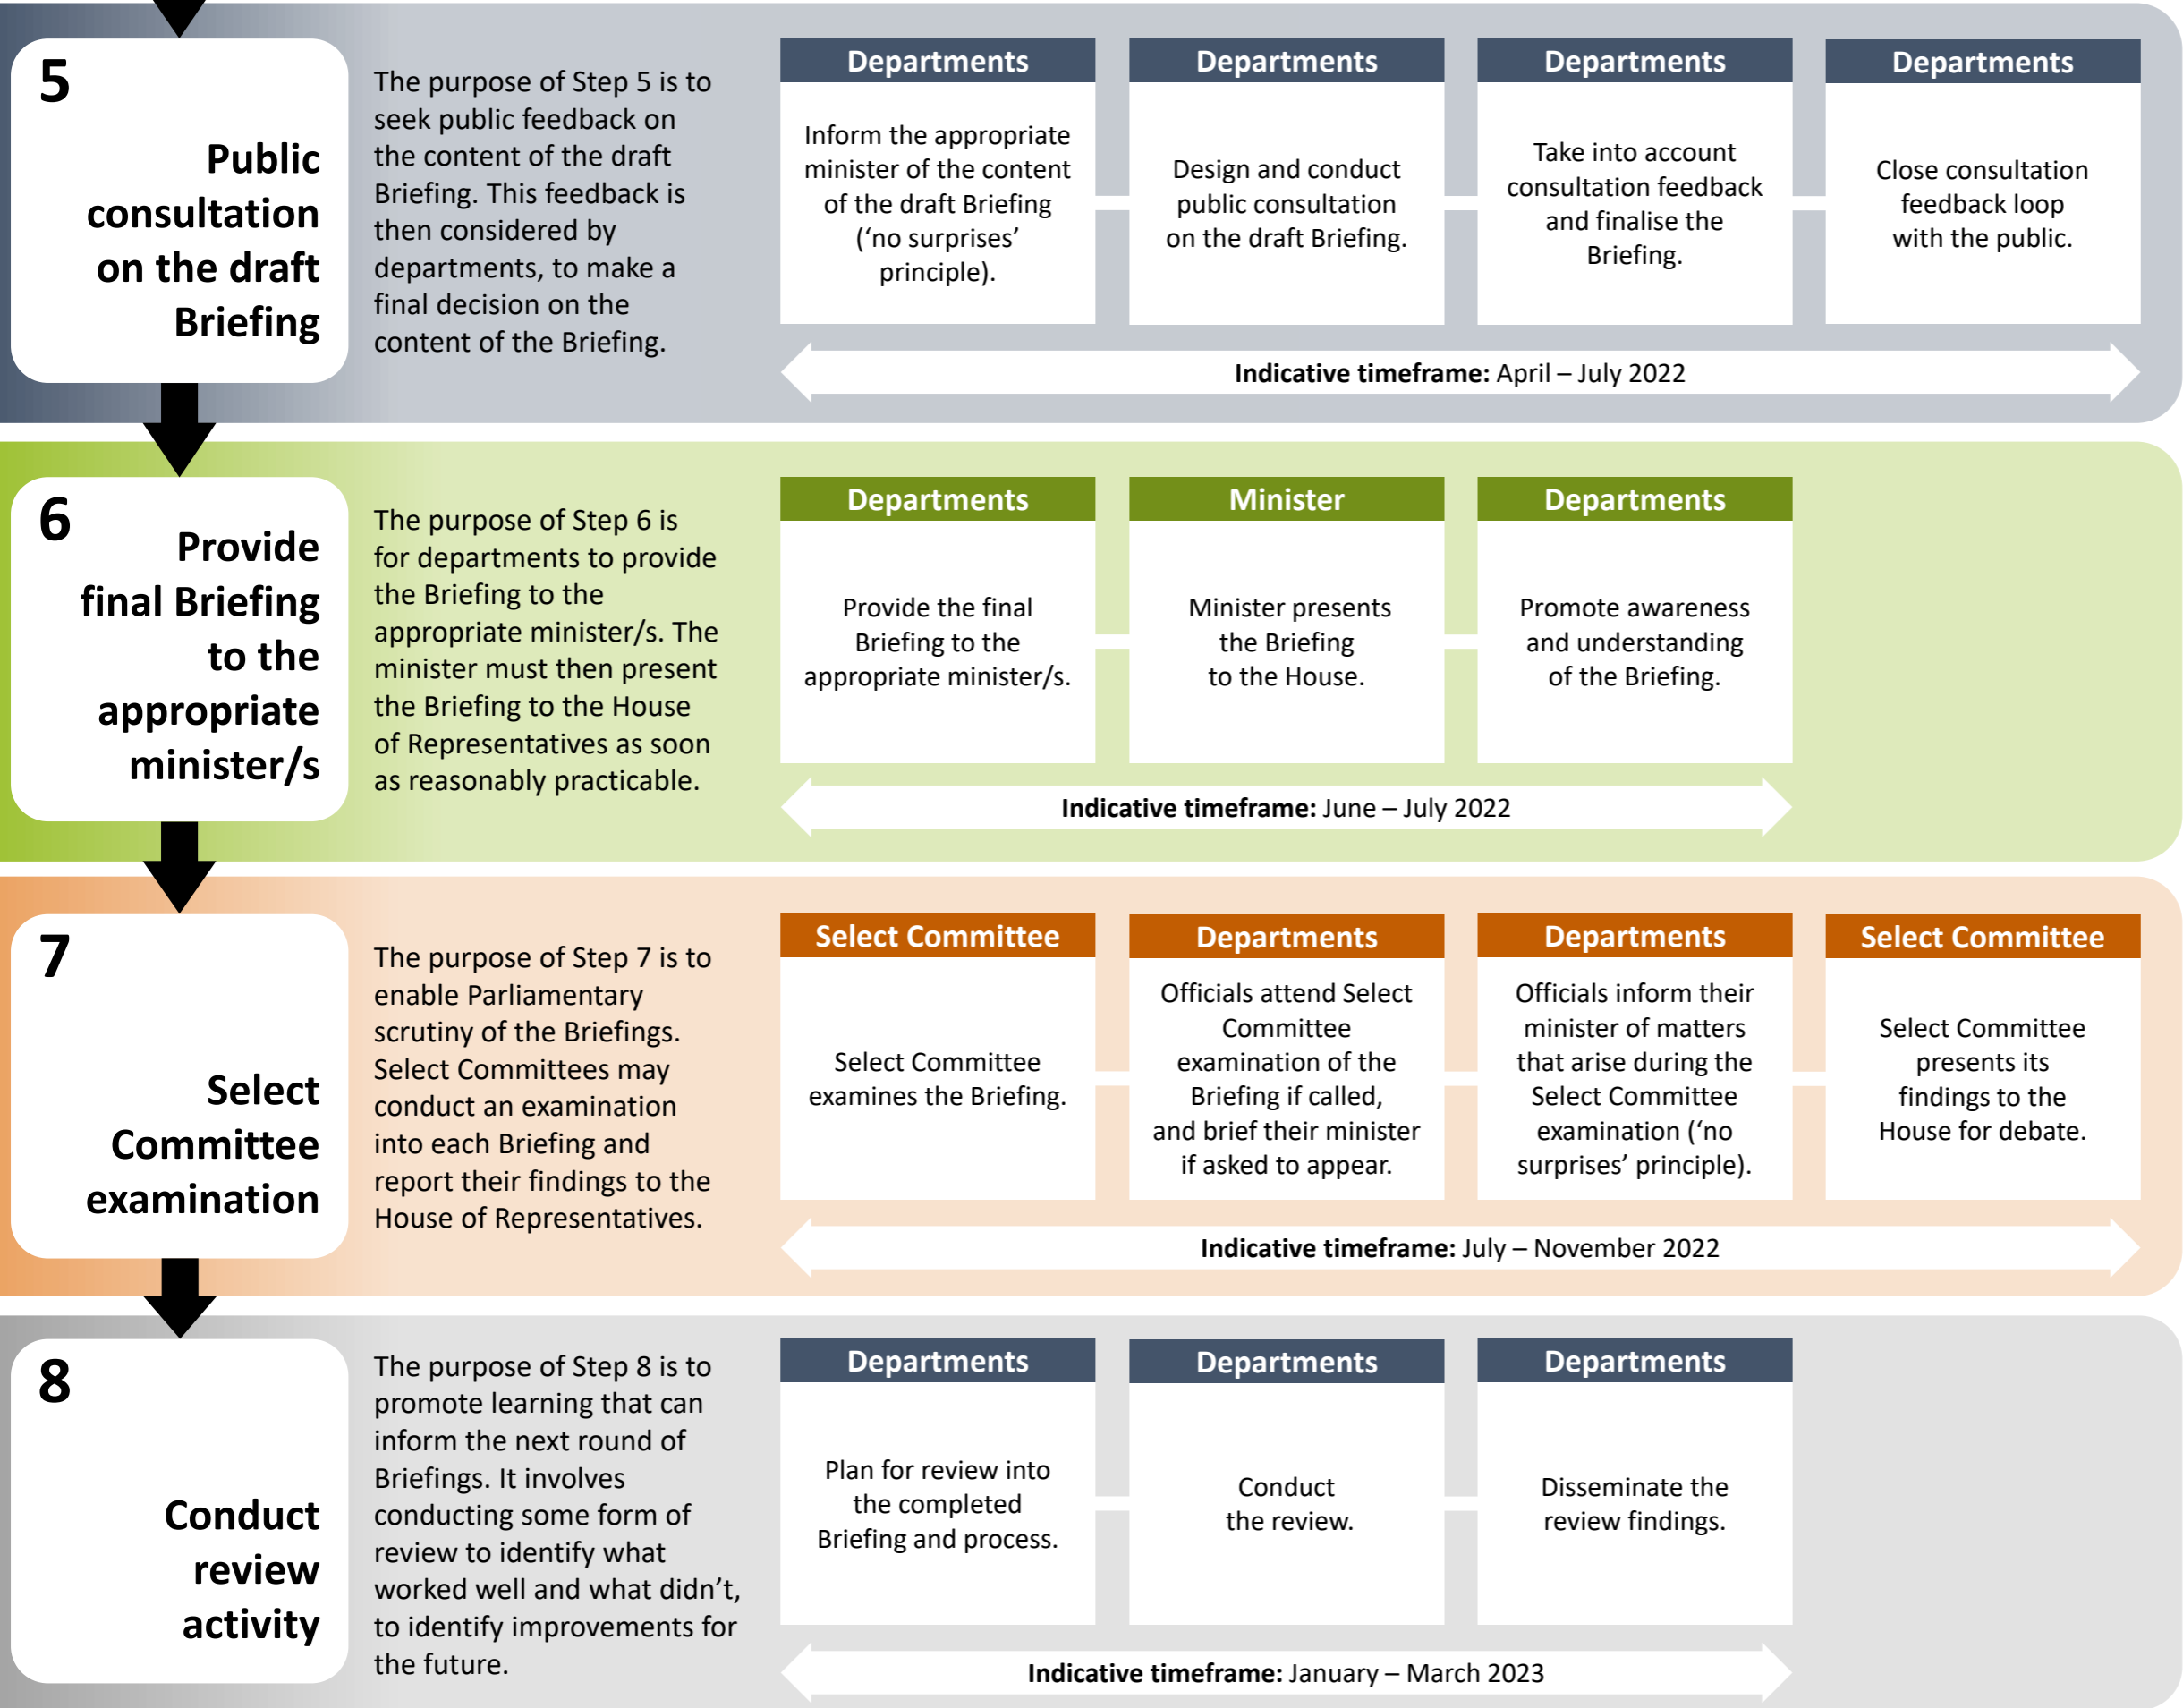 5
Public
consultation
on the draft
Briefing
The purpose of Step 5 is to
seek public feedback on
the content of the draft
Briefing. This feedback is
then considered by
departments, to make a
final decision on the
content of the Briefing.
Departments
Inform the appropriate
minister of the content
of the draft Briefing
(‘no surprises’
principle).
Departments
Design and conduct
public consultation
on the draft Briefing.
Departments
Take into account
consultation feedback
and finalise the
Briefing.
Departments
Close consultation
feedback loop
with the public.
Indicative timeframe: April – July 2022
6
Provide
final Briefing
to the
appropriate
minister/s
The purpose of Step 6 is
for departments to provide
the Briefing to the
appropriate minister/s. The
minister must then present
the Briefing to the House
of Representatives as soon
as reasonably practicable.
Departments
Provide the final
Briefing to the
appropriate minister/s.
Minister
Minister presents
the Briefing
to the House.
Departments
Promote awareness
and understanding
of the Briefing.
Indicative timeframe: June – July 2022
7
Select
Committee
examination
The purpose of Step 7 is to
enable Parliamentary
scrutiny of the Briefings.
Select Committees may
conduct an examination
into each Briefing and
report their findings to the
House of Representatives.
Select Committee
Select Committee
examines the Briefing.
Departments
Officials attend Select
Committee
examination of the
Briefing if called,
and brief their minister
if asked to appear.
Departments
Officials inform their
minister of matters
that arise during the
Select Committee
examination (‘no
surprises’ principle).
Select Committee
Select Committee
presents its
findings to the
House for debate.
Indicative timeframe: July – November 2022
8
Conduct
review
activity
The purpose of Step 8 is to
promote learning that can
inform the next round of
Briefings. It involves
conducting some form of
review to identify what
worked well and what didn’t,
to identify improvements for
the future.
Departments
Plan for review into
the completed
Briefing and process.
Departments
Conduct
the review.
Departments
Disseminate the
review findings.
Indicative timeframe: January – March 2023